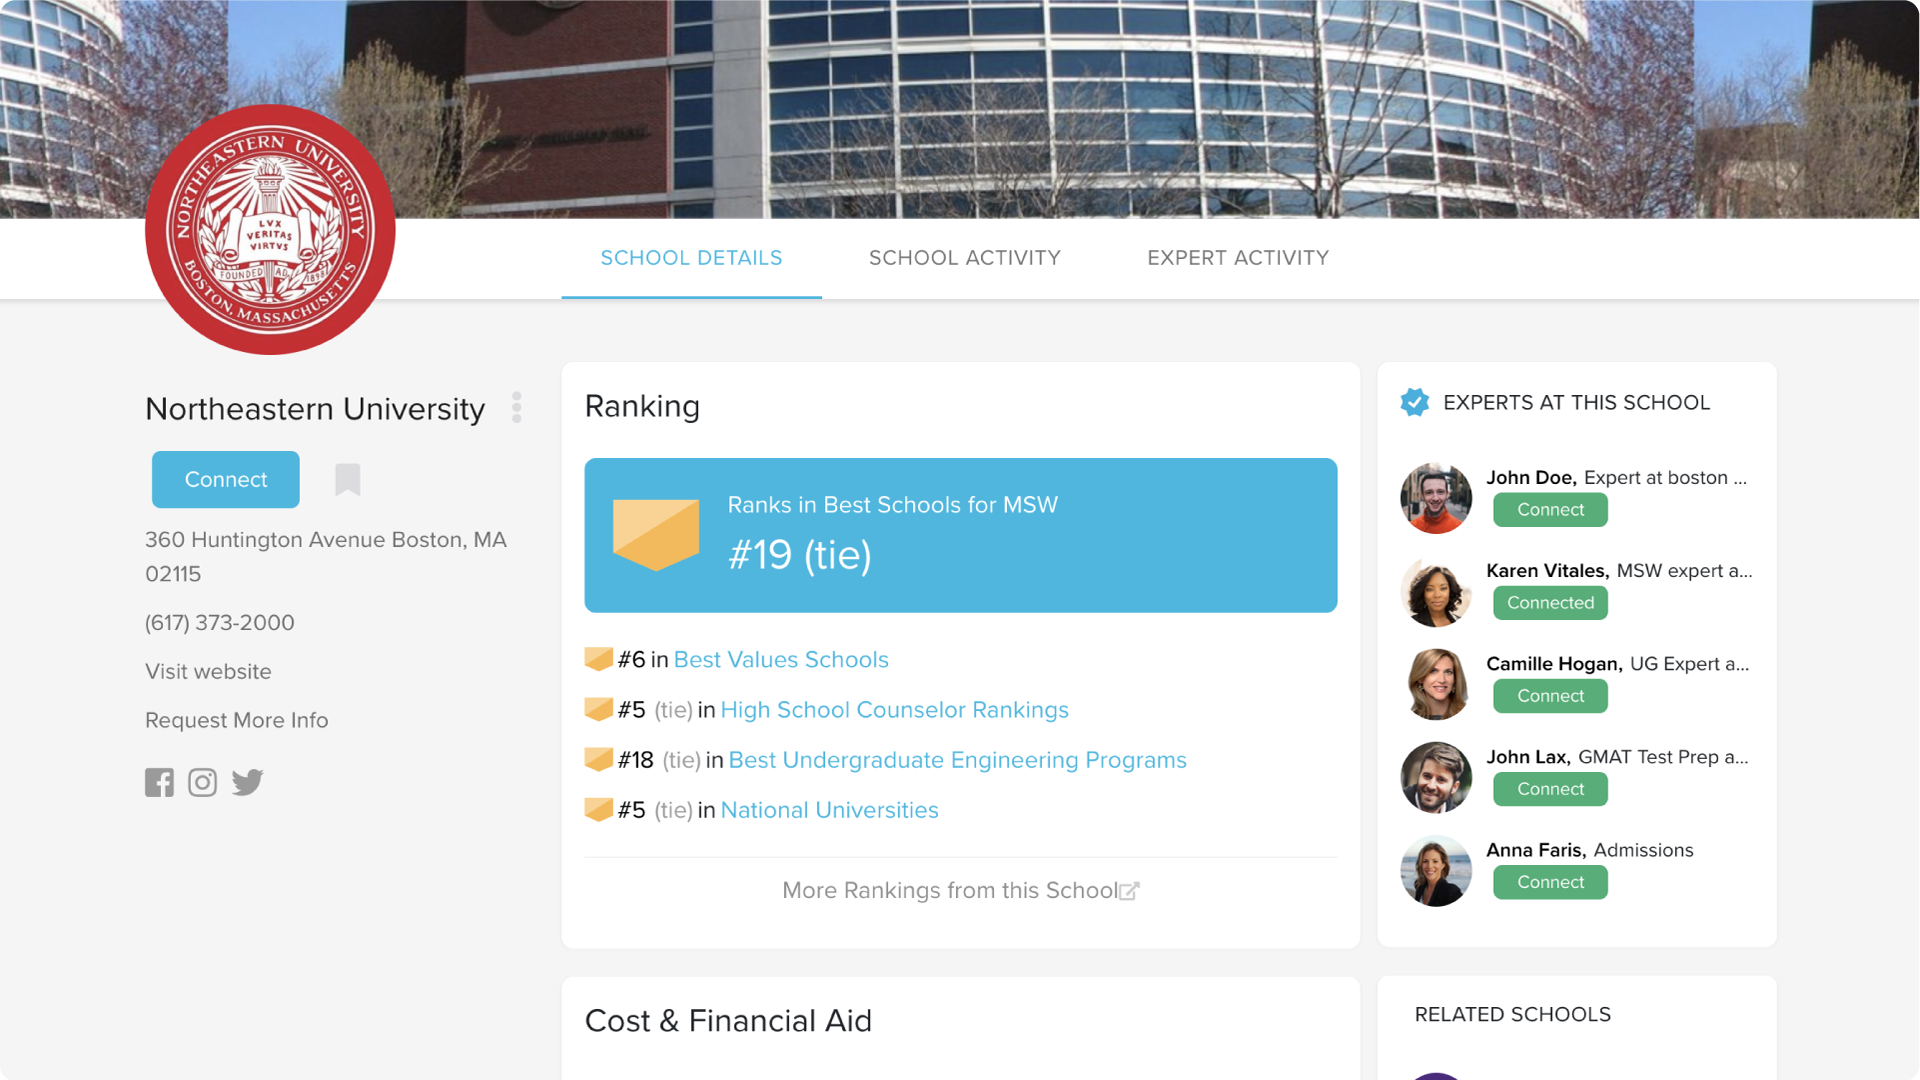 NORTHEASTERN UNIVERSITY
LVX
VERITAS
VIRTVS
FOUNDED A.D. 1898
BOSTON, MASSACHUSETTS
SCHOOL DETAILS
SCHOOL ACTIVITY
EXPERT ACTIVITY
Northeastern University
Connect
360 Huntington Avenue Boston, MA
02115
(617) 373-2000
Visit website
Request More Info
Ranking
Ranks in Best Schools for MSW
#19 (tie)
#6 in Best Values Schools
#5 (tie) in High School Counselor Rankings
#18 (tie) in Best Undergraduate Engineering Programs
#5 (tie) in National Universities
More Rankings from this School
Cost & Financial Aid
EXPERTS AT THIS SCHOOL
John Doe, Expert at boston ...
Connect
Karen Vitales, MSW expert a...
Connected
Camille Hogan, UG Expert a...
Connect
John Lax, GMAT Test Prep a...
Connect
Anna Faris, Admissions
Connect
RELATED SCHOOLS